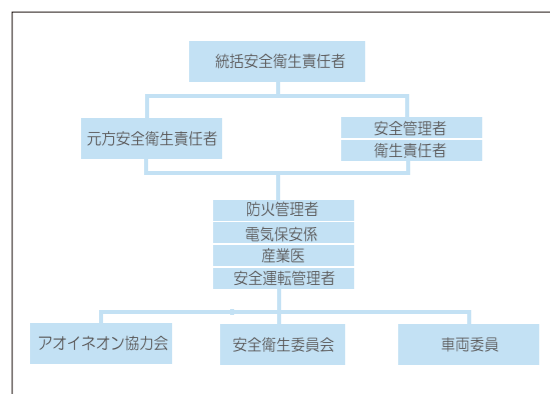 統括安全衛生責任者
元方安全衛生責任者
安全管理者
衛生責任者
防火管理者
電気保安係
産業医
安全運転管理者
アオイネオン協力会
安全衛生委員会
車両委員